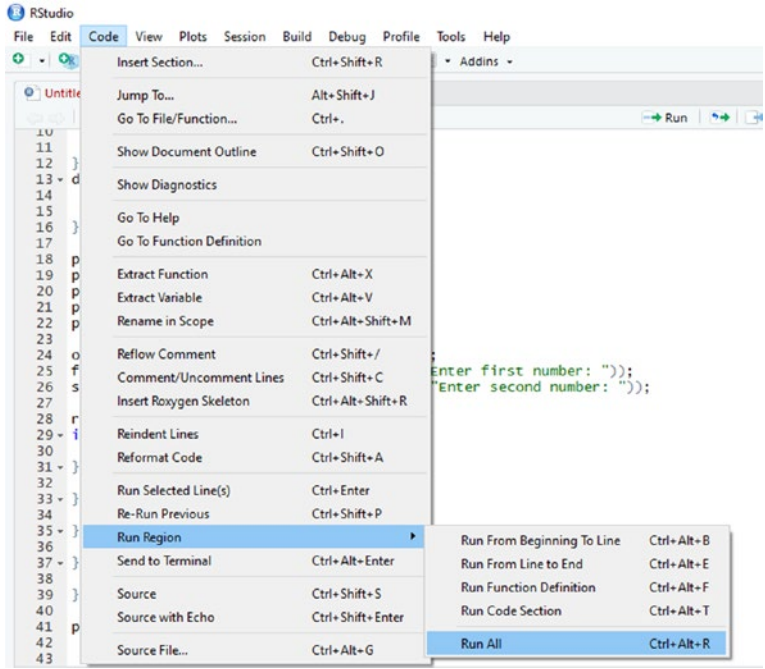 RStudio
File Edit Code View Plots Session Build Debug Profile Tools Help
Addins
Untitle
Run
Insert Section... Ctrl+Shift+R
Jump To... Alt+Shift+J
Go To File/Function... Ctrl+.
Show Document Outline Ctrl+Shift+O
Show Diagnostics
Go To Help
Go To Function Definition
Extract Function Ctrl+Alt+X
Extract Variable Ctrl+Alt+V
Rename in Scope Ctrl+Alt+Shift+M
Reflow Comment Ctrl+Shift+/
Comment/Uncomment Lines Ctrl+Shift+C
Insert Roxygen Skeleton Ctrl+Alt+Shift+R
Reindent Lines Ctrl+I
Reformat Code Ctrl+Shift+A
Run Selected Line(s) Ctrl+Enter
Re-Run Previous Ctrl+Shift+P
Run Region
Send to Terminal Ctrl+Alt+Enter
Source Ctrl+Shift+S
Source with Echo Ctrl+Shift+Enter
Source File... Ctrl+Alt+G
Run From Beginning To Line Ctrl+Alt+B
Run From Line to End Ctrl+Alt+E
Run Function Definition Ctrl+Alt+F
Run Code Section Ctrl+Alt+T
Run All Ctrl+Alt+R
10
11
12 }
13 d
14
15
16 }
17
18 p
19 p
20 p
21 p
22 p
23
24 o ;
25 f Enter first number: "));
26 s "Enter second number: "));
27
28 r
29 i
30
31 }
32
33 }
34
35 }
36
37 }
38
39 }
40
41 p
42
43